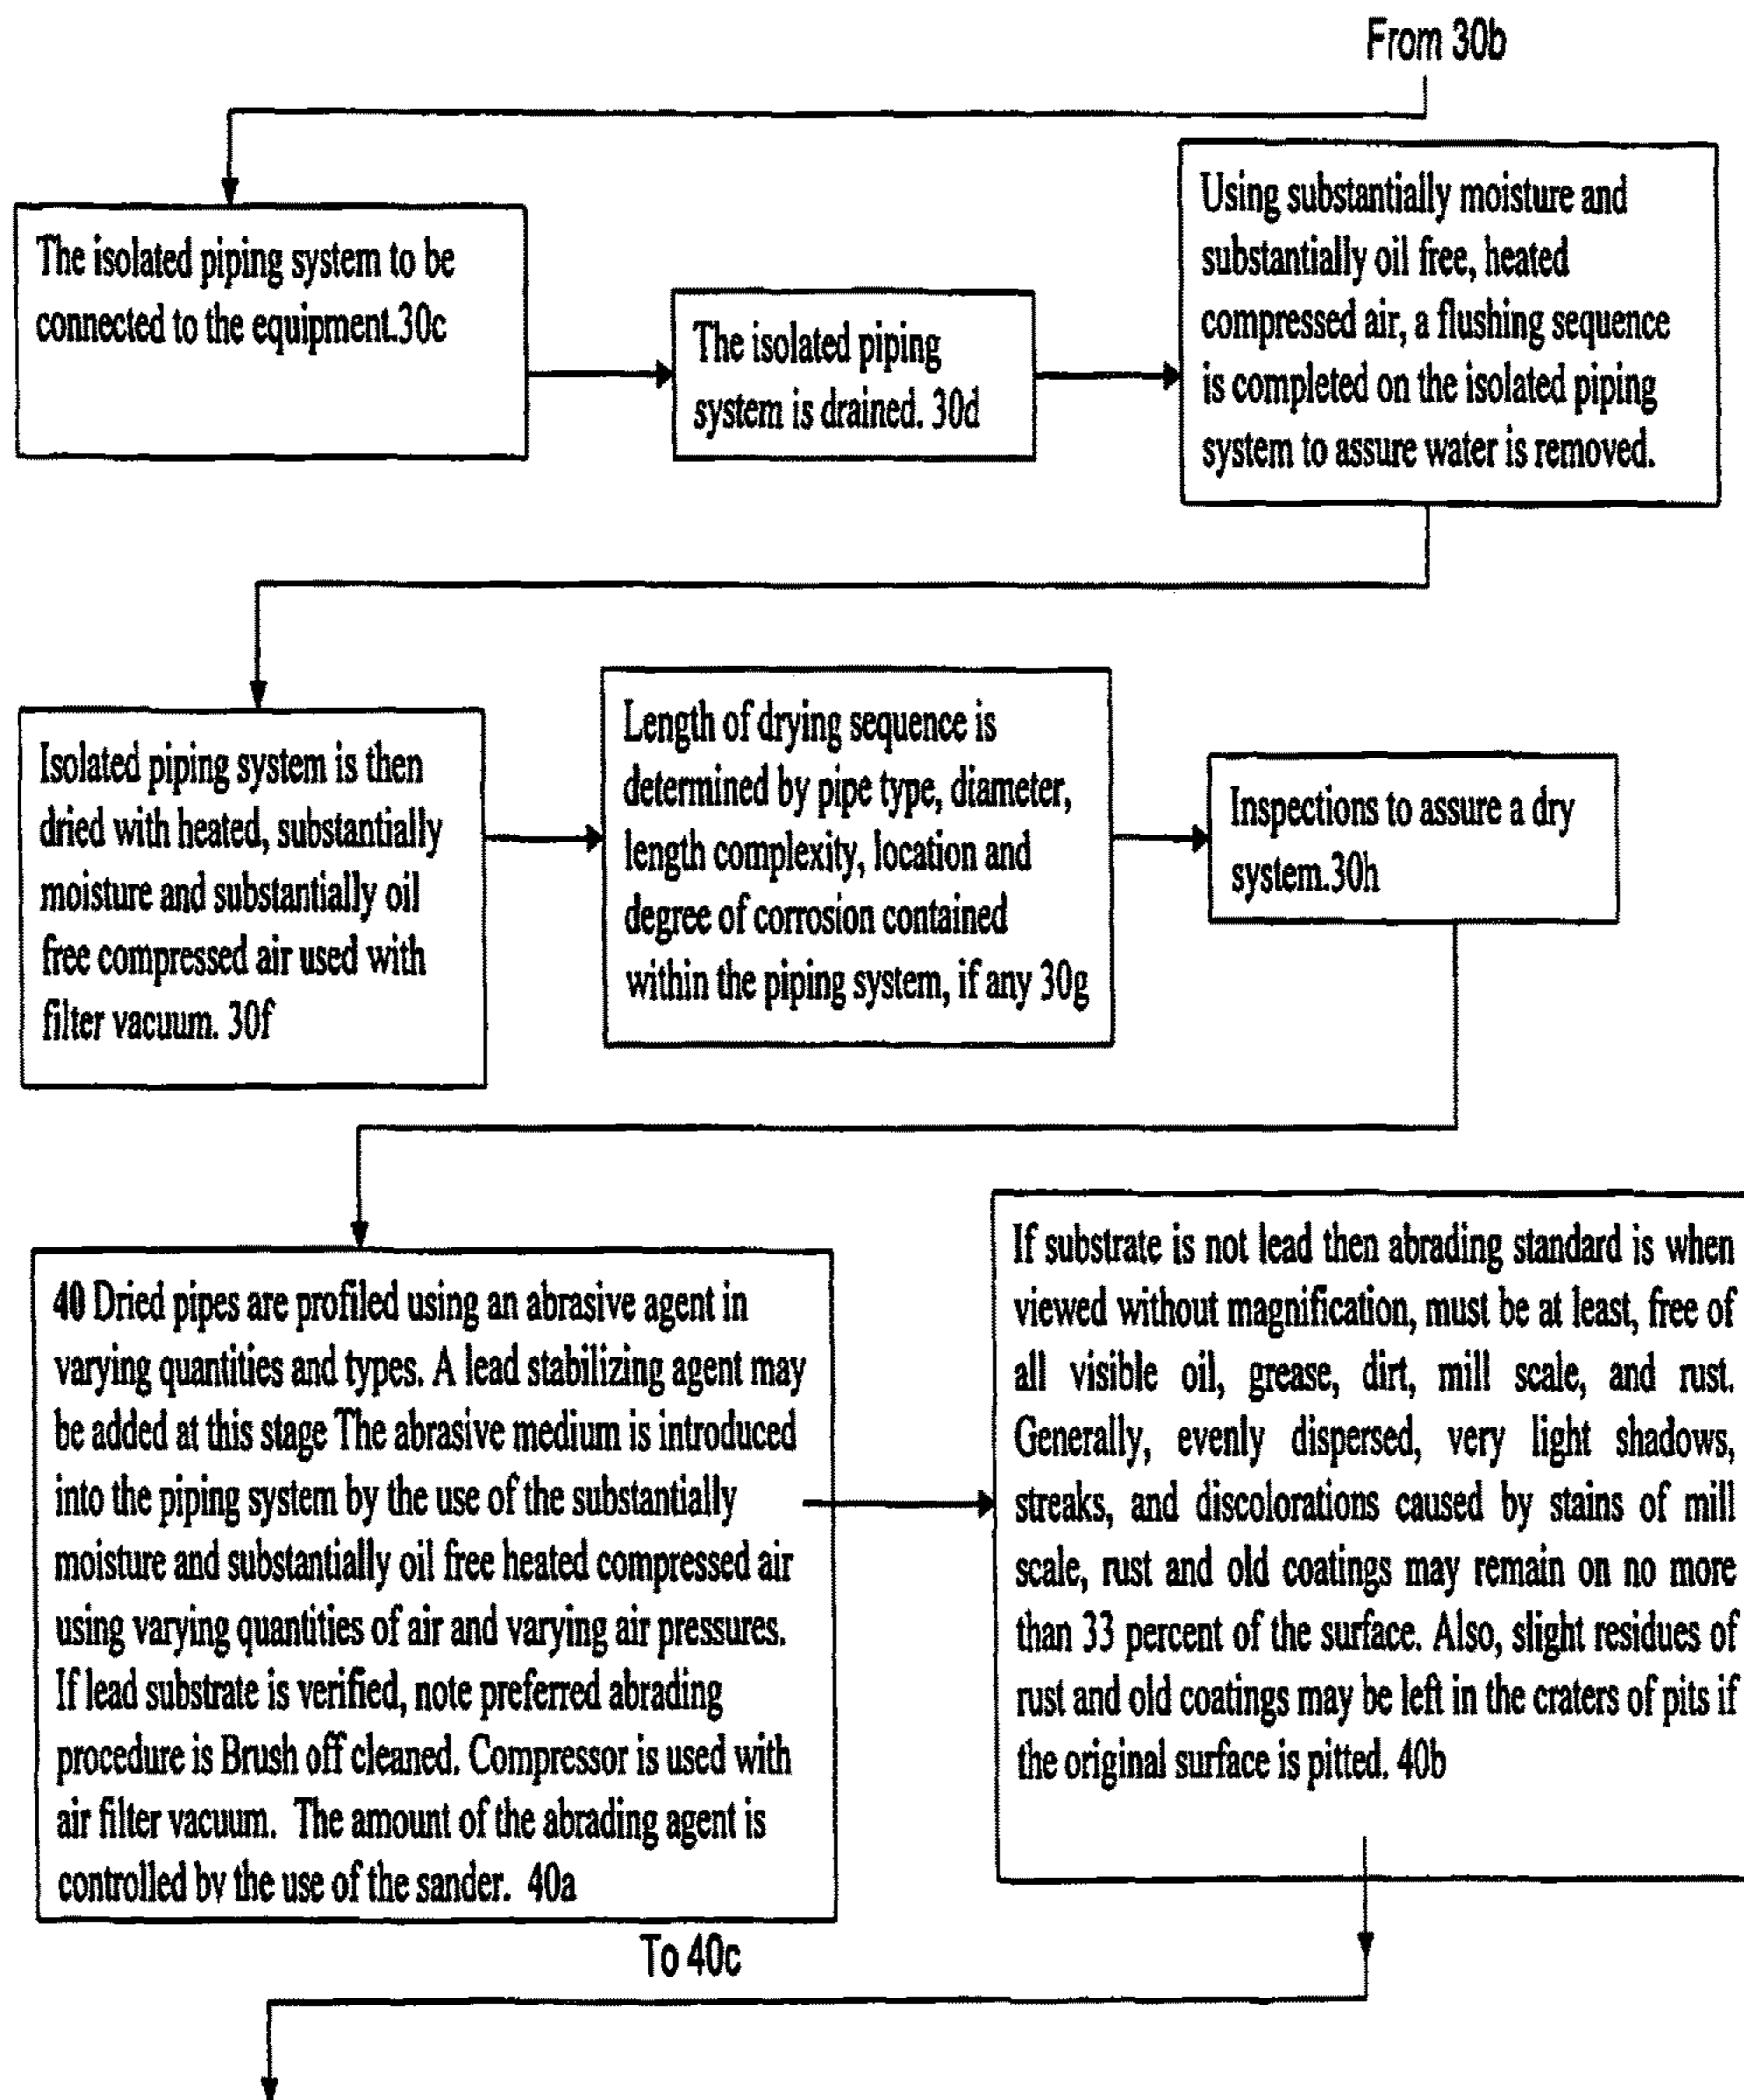 From 30b
The isolated piping system to be
connected to the equipment.30c
The isolated piping
system is drained. 30d
Using substantially moisture and
substantially oil free, heated
compressed air, a flushing sequence
is completed on the isolated piping
system to assure water is removed.
Isolated piping system is then
dried with heated, substantially
moisture and substantially oil
free compressed air used with
filter vacuum. 30f
Length of drying sequence is
determined by pipe type, diameter,
length complexity, location and
degree of corrosion contained
within the piping system, if any 30g
Inspections to assure a dry
system.30h
40 Dried pipes are profiled using an abrasive agent in
varying quantities and types. A lead stabilizing agent may
be added at this stage The abrasive medium is introduced
into the piping system by the use of the substantially
moisture and substantially oil free heated compressed air
using varying quantities of air and varying air pressures.
If lead substrate is verified, note preferred abrading
procedure is Brush off cleaned. Compressor is used with
air filter vacuum. The amount of the abrading agent is
controlled by the use of the sander. 40a
If substrate is not lead then abrading standard is when
viewed without magnification, must be at least, free of
all visible oil, grease, dirt, mill scale, and rust.
Generally, evenly dispersed, very light shadows,
streaks, and discolorations caused by stains of mill
scale, rust and old coatings may remain on no more
than 33 percent of the surface. Also, slight residues of
rust and old coatings may be left in the craters of pits if
the original surface is pitted. 40b
To 40c